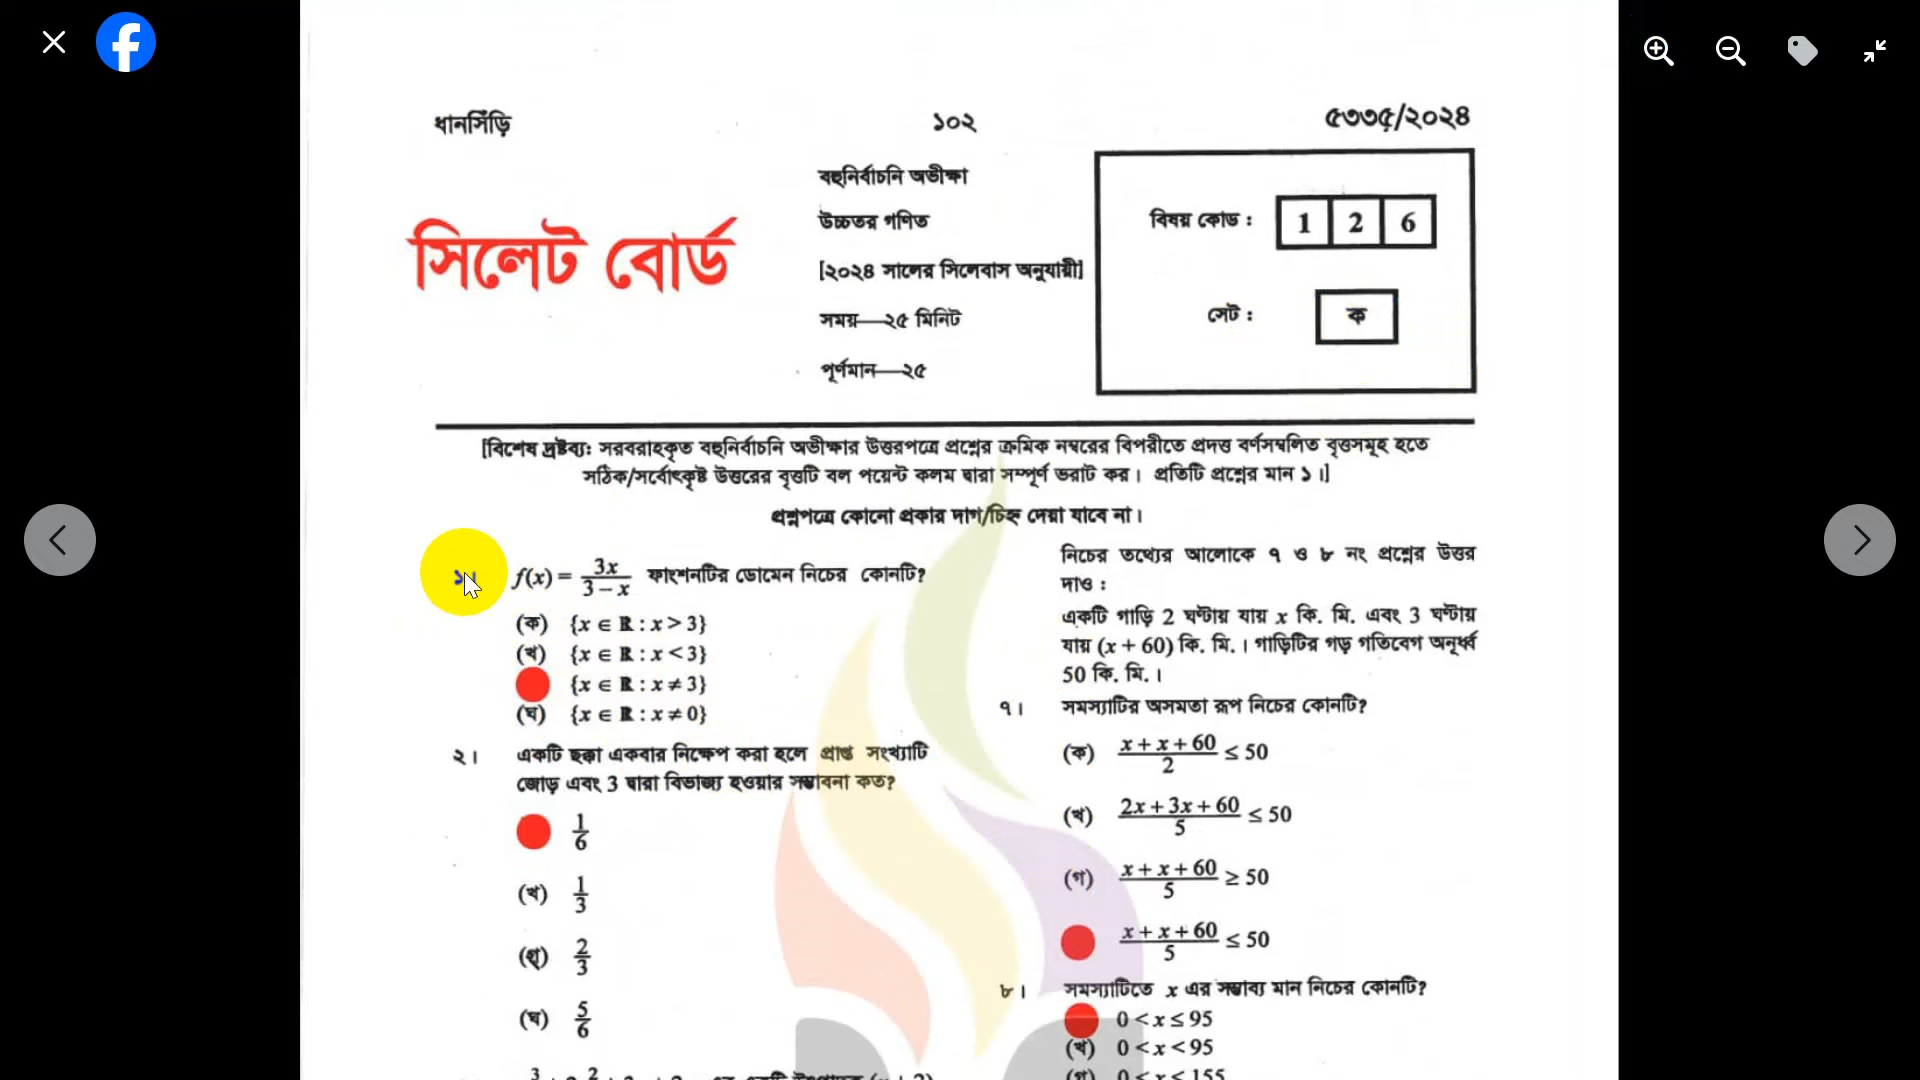 ধানসিঁড়ি
১০২
৫৩৩৫/২০২৪
সিলেট বোর্ড
বহুনির্বাচনি অভীক্ষা
উচ্চতর গণিত
[২০২৪ সালের সিলেবাস অনুযায়ী]
সময়—২৫ মিনিট
পূর্ণমান—২৫
বিষয় কোড : 1 2 6
সেট : ক
[বিশেষ দ্রষ্টব্য: সরবরাহকৃত বহুনির্বাচনি অভীক্ষার উত্তরপত্রে প্রশ্নের ক্রমিক নম্বরের বিপরীতে প্রদত্ত বর্ণসম্বলিত বৃত্তসমূহ হতে
সঠিক/সর্বোৎকৃষ্ট উত্তরের বৃত্তটি বল পয়েন্ট কলম দ্বারা সম্পূর্ণ ভরাট কর। প্রতিটি প্রশ্নের মান ১।]
প্রশ্নপত্রে কোনো প্রকার দাগ/চিহ্ন দেয়া যাবে না।
১। f(x) = 3x/(3 – x) ফাংশনটির ডোমেন নিচের কোনটি?
(ক) {x ∈ ℝ : x > 3}
(খ) {x ∈ ℝ : x < 3}
{x ∈ ℝ : x ≠ 3}
(ঘ) {x ∈ ℝ : x ≠ 0}
২। একটি ছক্কা একবার নিক্ষেপ করা হলে প্রাপ্ত সংখ্যাটি
জোড় এবং 3 দ্বারা বিভাজ্য হওয়ার সম্ভাবনা কত?
1/6
(খ) 1/3
(গ) 2/3
(ঘ) 5/6
নিচের তথ্যের আলোকে ৭ ও ৮ নং প্রশ্নের উত্তর
দাও :
একটি গাড়ি 2 ঘণ্টায় যায় x কি. মি. এবং 3 ঘণ্টায়
যায় (x + 60) কি. মি.। গাড়িটির গড় গতিবেগ অনূর্ধ্ব
50 কি. মি.।
৭। সমস্যাটির অসমতা রূপ নিচের কোনটি?
(ক) (x + x + 60)/2 ≤ 50
(খ) (2x + 3x + 60)/5 ≤ 50
(গ) (x + x + 60)/5 ≥ 50
(x + x + 60)/5 ≤ 50
৮। সমস্যাটিতে x এর সম্ভাব্য মান নিচের কোনটি?
0 < x ≤ 95
(খ) 0 < x < 95
(গ) 0 < x < 155